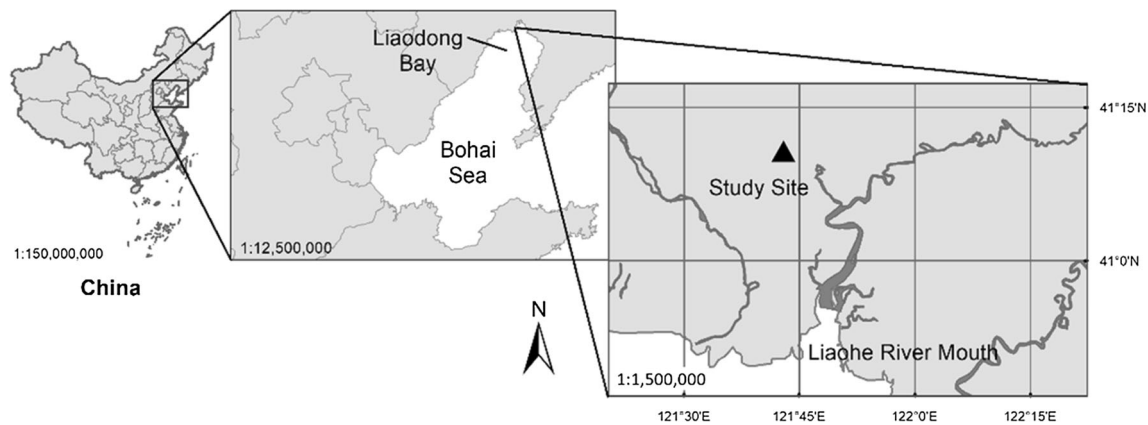 1:150,000,000
China
Liaodong
Bay
Bohai
Sea
1:12,500,000
N
41°15'N
Study Site
41°0'N
Liaohe River Mouth
1:1,500,000
121°30'E 121°45'E 122°0'E 122°15'E